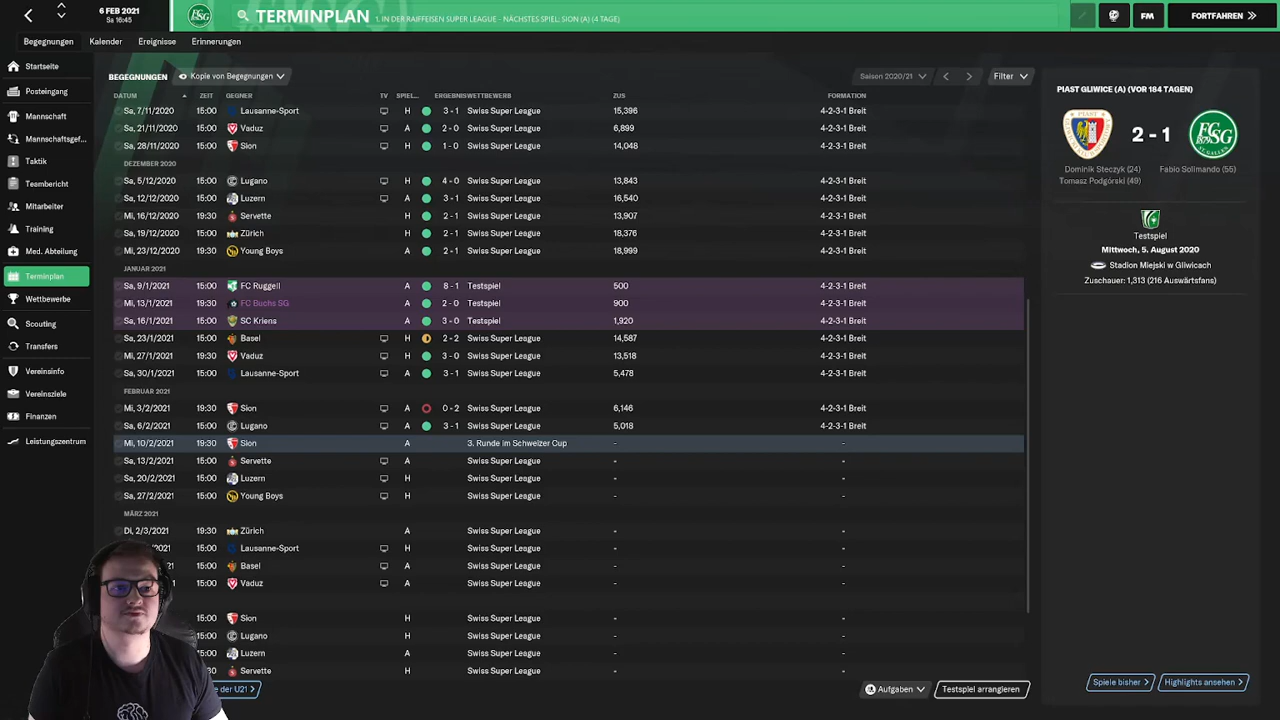 6 FEB 2021
Sa 16:45
TERMINPLAN
1. IN DER RAIFFEISEN SUPER LEAGUE - NÄCHSTES SPIEL: SION (A) (4 TAGE)
FM
FORTFAHREN
Begegnungen Kalender Ereignisse Erinnerungen
Startseite
Posteingang
Mannschaft
Mannschaftsgef...
Taktik
Teambericht
Mitarbeiter
Training
Med. Abteilung
Terminplan
Wettbewerbe
Scouting
Transfers
Vereinsinfo
Vereinsziele
Finanzen
Leistungszentrum
BEGEGNUNGEN Kopie von Begegnungen Saison 2020/21 Filter
DATUM ZEIT GEGNER TV SPIEL... ERGEBNIS WETTBEWERB ZUS FORMATION
Sa, 7/11/2020 15:00 Lausanne-Sport H 3 - 1 Swiss Super League 15,396 4-2-3-1 Breit
Sa, 21/11/2020 15:00 Vaduz A 2 - 0 Swiss Super League 6,899 4-2-3-1 Breit
Sa, 28/11/2020 15:00 Sion H 1 - 0 Swiss Super League 14,048 4-2-3-1 Breit
DEZEMBER 2020
Sa, 5/12/2020 15:00 Lugano H 4 - 0 Swiss Super League 13,843 4-2-3-1 Breit
Sa, 12/12/2020 15:00 Luzern A 3 - 1 Swiss Super League 16,540 4-2-3-1 Breit
Mi, 16/12/2020 19:30 Servette H 2 - 1 Swiss Super League 13,907 4-2-3-1 Breit
Sa, 19/12/2020 15:00 Zürich H 2 - 1 Swiss Super League 18,376 4-2-3-1 Breit
Mi, 23/12/2020 19:30 Young Boys A 2 - 1 Swiss Super League 18,999 4-2-3-1 Breit
JANUAR 2021
Sa, 9/1/2021 15:00 FC Ruggell A 8 - 1 Testspiel 500 4-2-3-1 Breit
Mi, 13/1/2021 19:30 FC Buchs SG A 2 - 0 Testspiel 900 4-2-3-1 Breit
Sa, 16/1/2021 15:00 SC Kriens A 3 - 0 Testspiel 1,920 4-2-3-1 Breit
Sa, 23/1/2021 15:00 Basel H 2 - 2 Swiss Super League 14,587 4-2-3-1 Breit
Mi, 27/1/2021 15:00 Vaduz H 3 - 0 Swiss Super League 13,518 4-2-3-1 Breit
Sa, 30/1/2021 15:00 Lausanne-Sport A 3 - 1 Swiss Super League 5,478 4-2-3-1 Breit
FEBRUAR 2021
Mi, 3/2/2021 19:30 Sion A 0 - 2 Swiss Super League 6,146 4-2-3-1 Breit
Sa, 6/2/2021 15:00 Lugano A 3 - 1 Swiss Super League 5,018 4-2-3-1 Breit
Mi, 10/2/2021 19:30 Sion A 3. Runde im Schweizer Cup - -
Sa, 13/2/2021 15:00 Servette A Swiss Super League - -
Sa, 20/2/2021 15:00 Luzern H Swiss Super League - -
Sa, 27/2/2021 15:00 Young Boys H Swiss Super League - -
MÄRZ 2021
Di, 2/3/2021 19:30 Zürich A Swiss Super League - -
/2021 15:00 Lausanne-Sport H Swiss Super League - -
2021 15:00 Basel A Swiss Super League - -
/2021 15:00 Vaduz A Swiss Super League - -
15:00 Sion H Swiss Super League - -
15:00 Lugano H Swiss Super League - -
15:00 Luzern A Swiss Super League - -
:30 Servette H Swiss Super League - -
e der U21 Aufgaben Testspiel arrangieren
PIAST GLIWICE (A) (VOR 184 TAGEN)
2 - 1
Dominik Steczyk (24) Fabio Solimando (55)
Tomasz Podgórski (49)
Testspiel
Mittwoch, 5. August 2020
Stadion Miejski w Gliwicach
Zuschauer: 1,313 (216 Auswärtsfans)
Spiele bisher Highlights ansehen